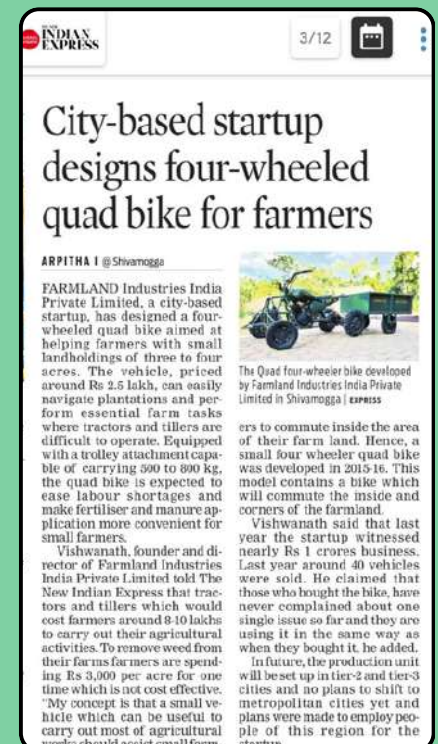 INDIAN
EXPRESS
3/12
City-based startup
designs four-wheeled
quad bike for farmers
ARPITHA I @ Shivamogga
FARMLAND Industries India
Private Limited, a city-based
startup, has designed a four-
wheeled quad bike aimed at
helping farmers with small
landholdings of three to four
acres. The vehicle, priced
around Rs 2.5 lakh, can easily
navigate plantations and per-
form essential farm tasks
where tractors and tillers are
difficult to operate. Equipped
with a trolley attachment capa-
ble of carrying 500 to 800 kg,
the quad bike is expected to
ease labour shortages and
make fertiliser and manure ap-
plication more convenient for
small farmers.
Vishwanath, founder and di-
rector of Farmland Industries
India Private Limited told The
New Indian Express that trac-
tors and tillers which would
cost farmers around 8-10 lakhs
to carry out their agricultural
activities. To remove weed from
their farms farmers are spend-
ing Rs 3,000 per acre for one
time which is not cost effective.
"My concept is that a small ve-
hicle which can be useful to
carry out most of agricultural
works should assist small farm-
The Quad four-wheeler bike developed
by Farmland Industries India Private
Limited in Shivamogga | EXPRESS
ers to commute inside the area
of their farm land. Hence, a
small four wheeler quad bike
was developed in 2015-16. This
model contains a bike which
will commute the inside and
corners of the farmland.
Vishwanath said that last
year the startup witnessed
nearly Rs 1 crores business.
Last year around 40 vehicles
were sold. He claimed that
those who bought the bike, have
never complained about one
single issue so far and they are
using it in the same way as
when they bought it, he added.
In future, the production unit
will be set up in tier-2 and tier-3
cities and no plans to shift to
metropolitan cities yet and
plans were made to employ peo-
ple of this region for the
startup.